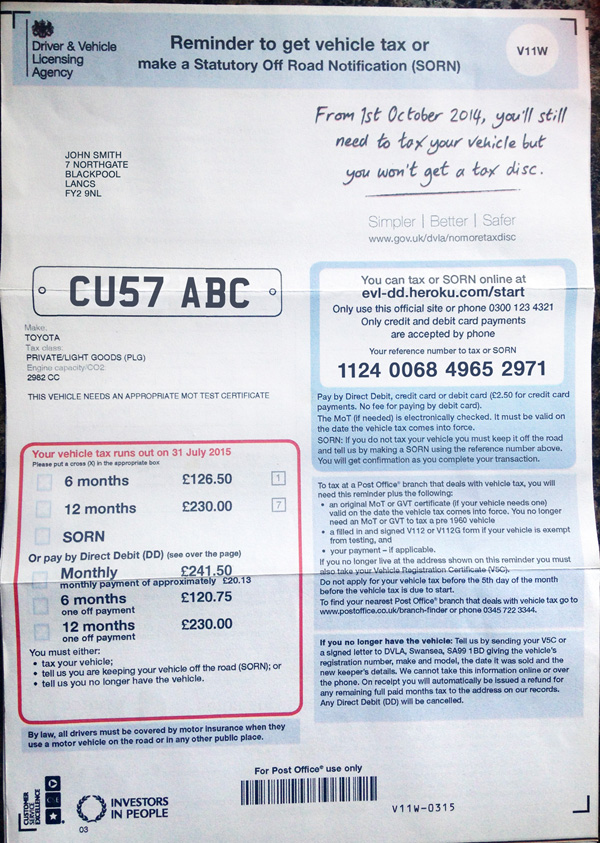 Driver & Vehicle
Licensing
Agency
Reminder to get vehicle tax or
make a Statutory Off Road Notification (SORN)
V11W
From 1st October 2014, you'll still
need to tax your vehicle but
you won't get a tax disc.
JOHN SMITH
7 NORTHGATE
BLACKPOOL
LANCS
FY2 9NL
Simpler | Better | Safer
www.gov.uk/dvla/nomoretaxdisc
CU57 ABC
Make:
TOYOTA
Tax class:
PRIVATE/LIGHT GOODS (PLG)
Engine capacity/CO2
2982 CC
THIS VEHICLE NEEDS AN APPROPRIATE MOT TEST CERTIFICATE
You can tax or SORN online at
evl-dd.heroku.com/start
Only use this official site or phone 0300 123 4321
Only credit and debit card payments
are accepted by phone
Your reference number to tax or SORN
1124 0068 4965 2971
Pay by Direct Debit, credit card or debit card (£2.50 for credit card
payments. No fee for paying by debit card).
The MoT (if needed) is electronically checked. It must be valid on
the date the vehicle tax comes into force.
SORN: If you do not tax your vehicle you must keep it off the road
and tell us by making a SORN using the reference number above.
You will get confirmation as you complete your transaction.
Your vehicle tax runs out on 31 July 2015
Please put a cross (X) in the appropriate box
6 months £126.50 1
12 months £230.00 7
SORN
Or pay by Direct Debit (DD) (see over the page)
Monthly £241.50
monthly payment of approximately £20.13
6 months £120.75
one off payment
12 months £230.00
one off payment
You must either:
• tax your vehicle;
• tell us you are keeping your vehicle off the road (SORN); or
• tell us you no longer have the vehicle.
To tax at a Post Office® branch that deals with vehicle tax, you will
need this reminder plus the following:
• an original MoT or GVT certificate (if your vehicle needs one)
valid on the date the vehicle tax comes into force. You no longer
need an MoT or GVT to tax a pre 1960 vehicle
• a filled in and signed V112 or V112G form if your vehicle is exempt
from testing, and
• your payment – if applicable.
If you no longer live at the address shown on this reminder you must
also take your Vehicle Registration Certificate (V5C).
Do not apply for your vehicle tax before the 5th day of the month
before the vehicle tax is due to start.
To find your nearest Post Office® branch that deals with vehicle tax go to
www.postoffice.co.uk/branch-finder or phone 0345 722 3344.
If you no longer have the vehicle: Tell us by sending your V5C or
a signed letter to DVLA, Swansea, SA99 1BD giving the vehicle's
registration number, make and model, the date it was sold and the
new keeper's details. We cannot take this information online or over
the phone. On receipt you will automatically be issued a refund for
any remaining full paid months tax to the address on our records.
Any Direct Debit (DD) will be cancelled.
By law, all drivers must be covered by motor insurance when they
use a motor vehicle on the road or in any other public place.
For Post Office® use only
CUSTOMER
SERVICE
EXCELLENCE
INVESTORS
IN PEOPLE
03
V11W-0315